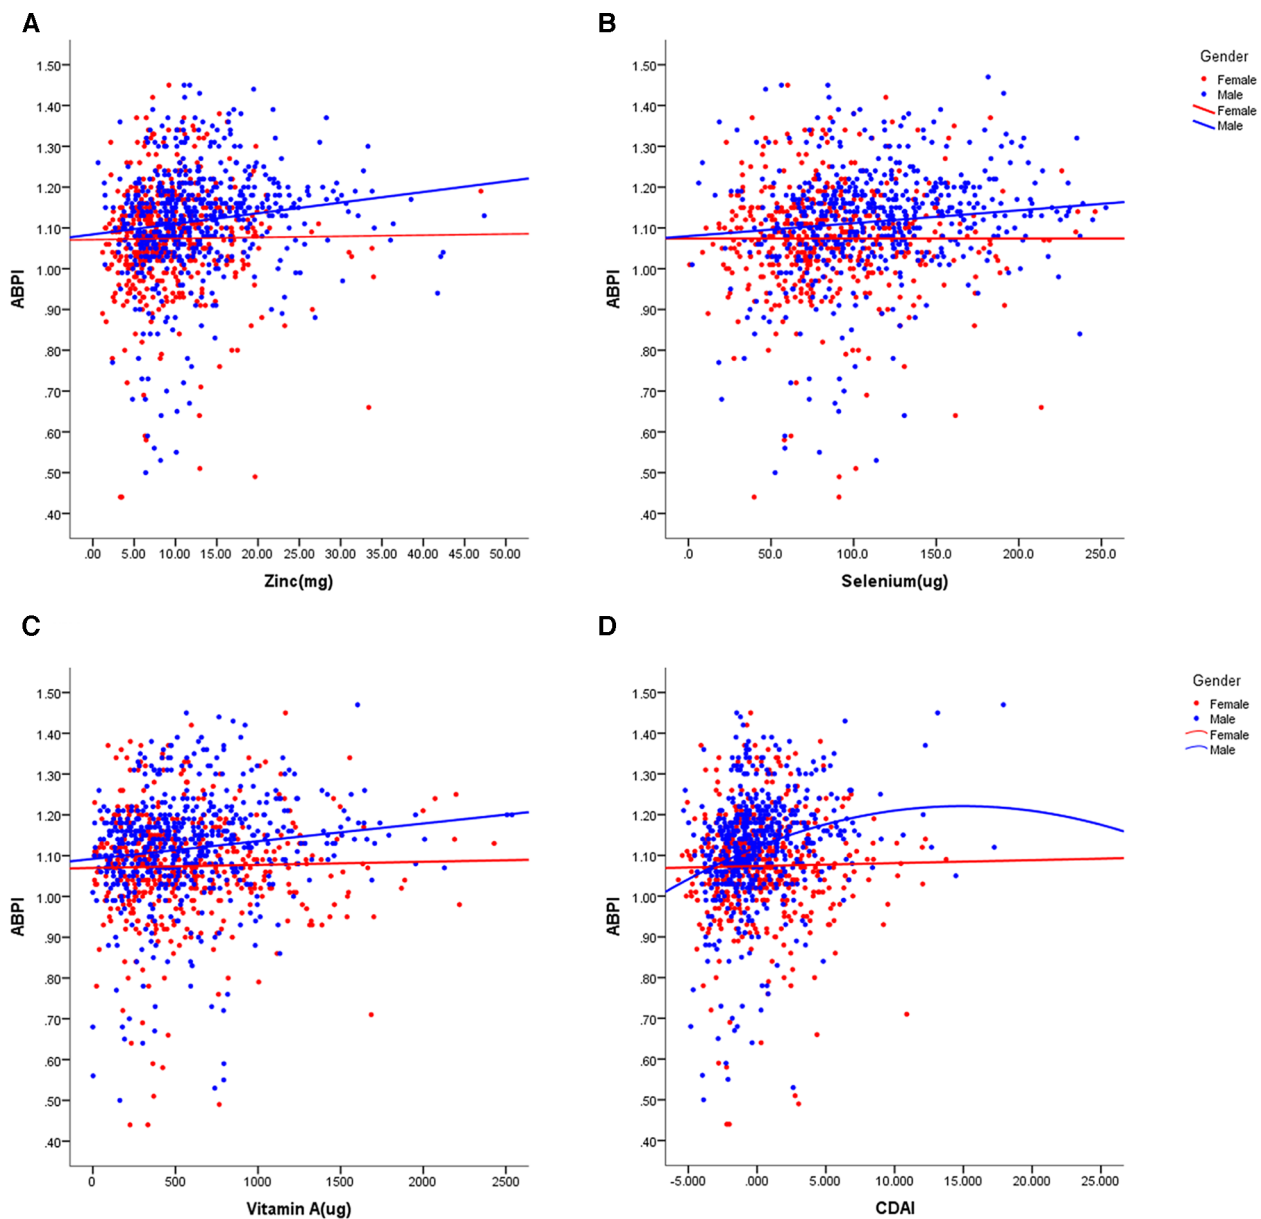 A
B
1.50
1.40
1.30
1.20
1.10
1.00
.90
.80
.70
.60
.50
.40
ABPI
.00 5.00 10.00 15.00 20.00 25.00 30.00 35.00 40.00 45.00 50.00
Zinc(mg)
1.50
1.40
1.30
1.20
1.10
1.00
.90
.80
.70
.60
.50
.40
ABPI
.0 50.0 100.0 150.0 200.0 250.0
Selenium(ug)
Gender
Female
Male
Female
Male
C
D
1.50
1.40
1.30
1.20
1.10
1.00
.90
.80
.70
.60
.50
.40
ABPI
0 500 1000 1500 2000 2500
Vitamin A(ug)
1.50
1.40
1.30
1.20
1.10
1.00
.90
.80
.70
.60
.50
.40
ABPI
-5.000 .000 5.000 10.000 15.000 20.000 25.000
CDAI
Gender
Female
Male
Female
Male